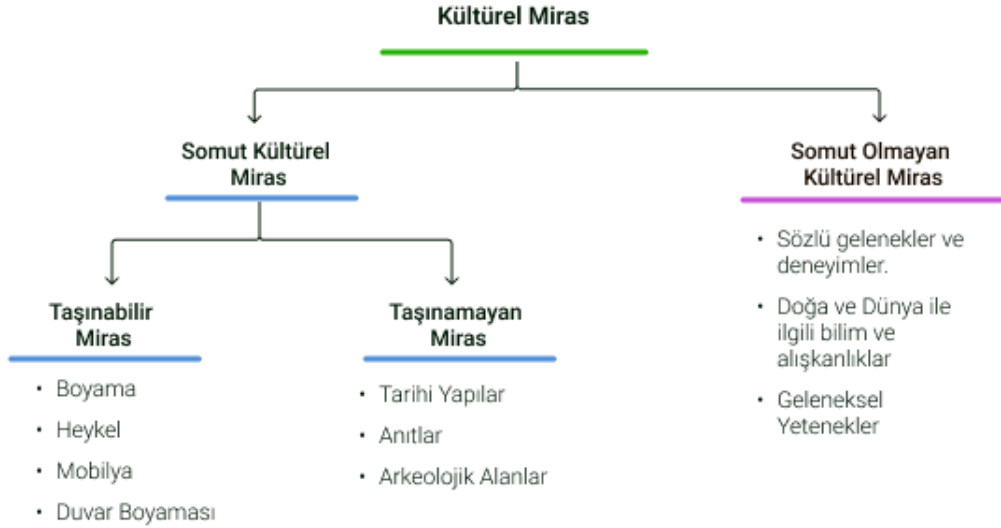 Kültürel Miras
Somut Kültürel
Miras
Somut Olmayan
Kültürel Miras
Taşınabilir
Miras
• Boyama
• Heykel
• Mobilya
• Duvar Boyaması
Taşınamayan
Miras
• Tarihi Yapılar
• Anıtlar
• Arkeolojik Alanlar
• Sözlü gelenekler ve
deneyimler.
• Doğa ve Dünya ile
ilgili bilim ve
alışkanlıklar
• Geleneksel
Yetenekler